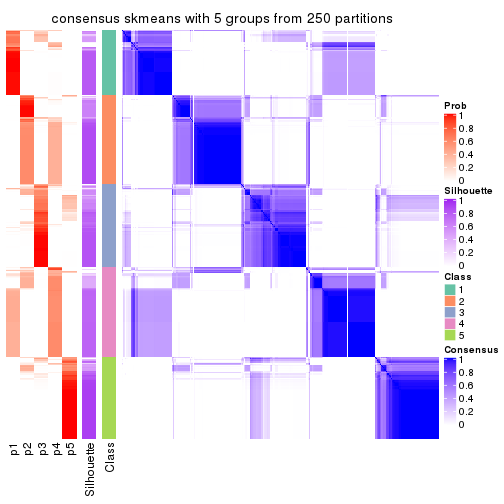 consensus skmeans with 5 groups from 250 partitions
Prob
1
0.8
0.6
0.4
0.2
0
Silhouette
1
0.8
0.6
0.4
0.2
0
Class
1
2
3
4
5
Consensus
1
0.8
0.6
0.4
0.2
0
p1
p2
p3
p4
p5
Silhouette
Class